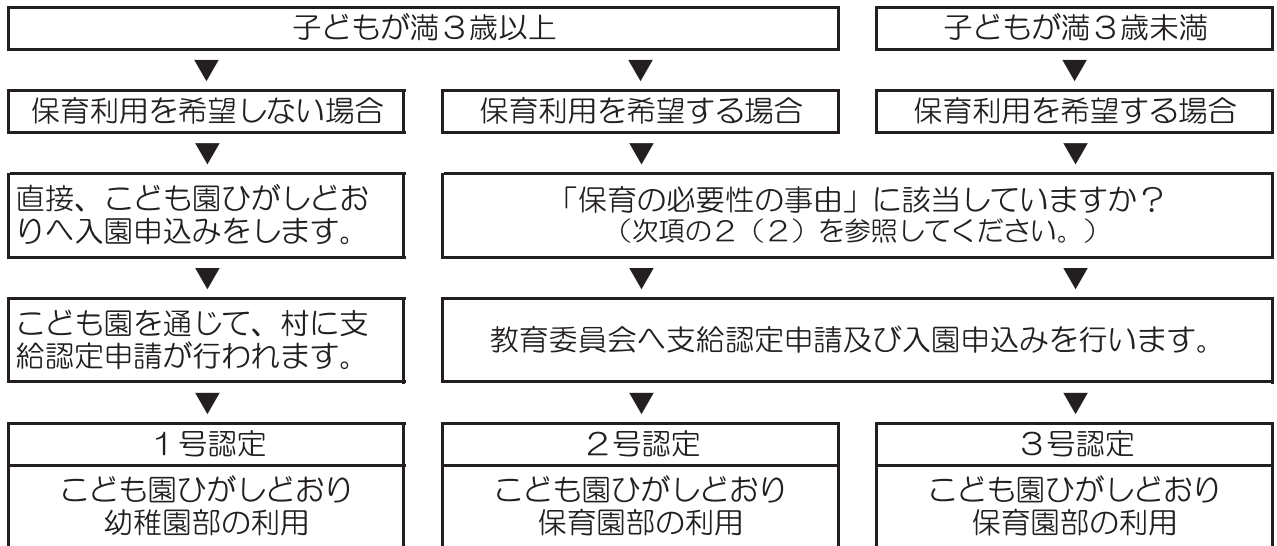 子どもが満３歳以上
子どもが満３歳未満
▼
▼
▼
保育利用を希望しない場合
保育利用を希望する場合
保育利用を希望する場合
▼
▼
▼
直接、こども園ひがしどお
りへ入園申込みをします。
「保育の必要性の事由」に該当していますか？
（次項の２（２）を参照してください。）
▼
▼
▼
こども園を通じて、村に支
給認定申請が行われます。
教育委員会へ支給認定申請及び入園申込みを行います。
▼
▼
▼
１号認定
２号認定
３号認定
こども園ひがしどおり
幼稚園部の利用
こども園ひがしどおり
保育園部の利用
こども園ひがしどおり
保育園部の利用